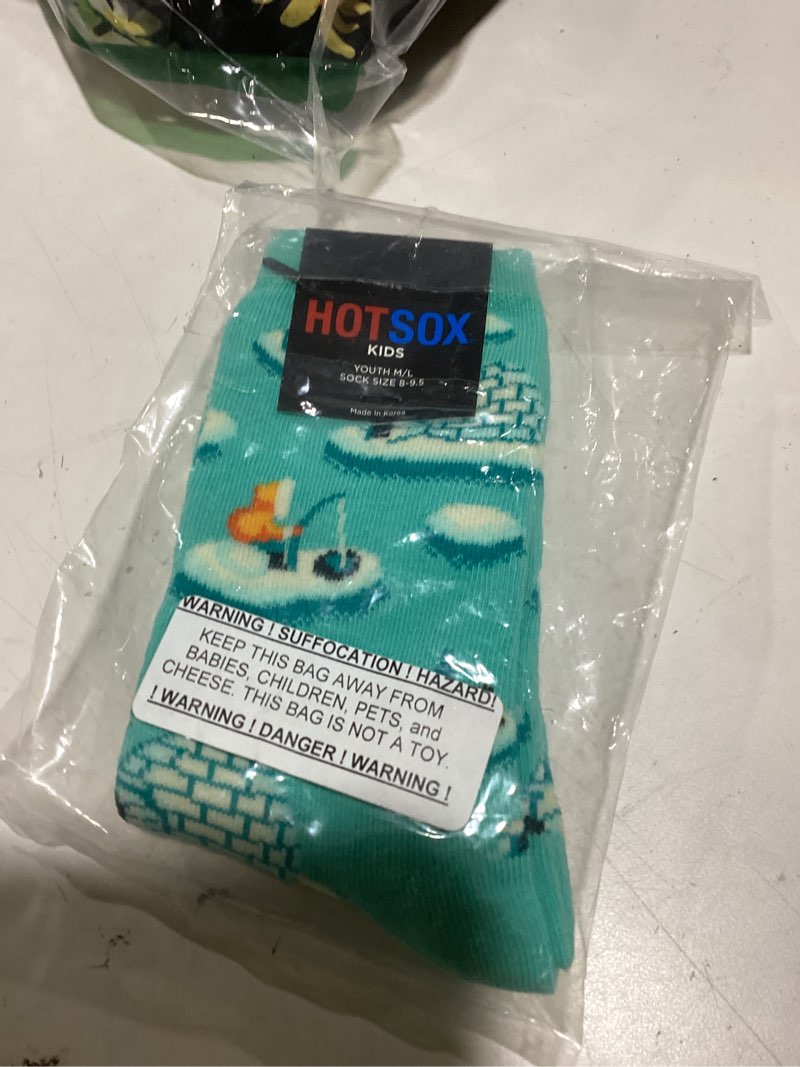 HOTSOX
KIDS
YOUTH M/L
SOCK SIZE 8-9.5
Made in Korea
WARNING ! SUFFOCATION ! HAZARD!
KEEP THIS BAG AWAY FROM
BABIES, CHILDREN, PETS, and
CHEESE. THIS BAG IS NOT A TOY.
! WARNING ! DANGER ! WARNING !